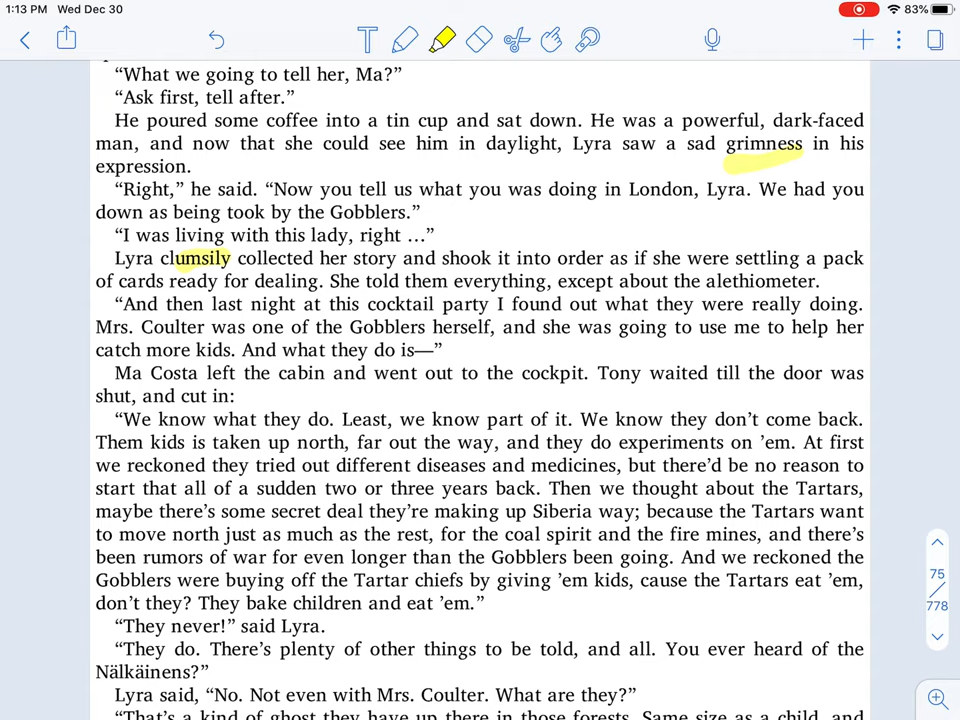 1:13 PM Wed Dec 30
83%
T
“What we going to tell her, Ma?”
“Ask first, tell after.”
He poured some coffee into a tin cup and sat down. He was a powerful, dark-faced
man, and now that she could see him in daylight, Lyra saw a sad grimness in his
expression.
“Right,” he said. “Now you tell us what you was doing in London, Lyra. We had you
down as being took by the Gobblers.”
“I was living with this lady, right …”
Lyra clumsily collected her story and shook it into order as if she were settling a pack
of cards ready for dealing. She told them everything, except about the alethiometer.
“And then last night at this cocktail party I found out what they were really doing.
Mrs. Coulter was one of the Gobblers herself, and she was going to use me to help her
catch more kids. And what they do is—”
Ma Costa left the cabin and went out to the cockpit. Tony waited till the door was
shut, and cut in:
“We know what they do. Least, we know part of it. We know they don’t come back.
Them kids is taken up north, far out the way, and they do experiments on ’em. At first
we reckoned they tried out different diseases and medicines, but there’d be no reason to
start that all of a sudden two or three years back. Then we thought about the Tartars,
maybe there’s some secret deal they’re making up Siberia way; because the Tartars want
to move north just as much as the rest, for the coal spirit and the fire mines, and there’s
been rumors of war for even longer than the Gobblers been going. And we reckoned the
Gobblers were buying off the Tartar chiefs by giving ’em kids, cause the Tartars eat ’em,
don’t they? They bake children and eat ’em.”
“They never!” said Lyra.
“They do. There’s plenty of other things to be told, and all. You ever heard of the
Nälkäinens?”
Lyra said, “No. Not even with Mrs. Coulter. What are they?”
“That’s a kind of ghost they have up there in those forests. Same size as a child, and
75
778